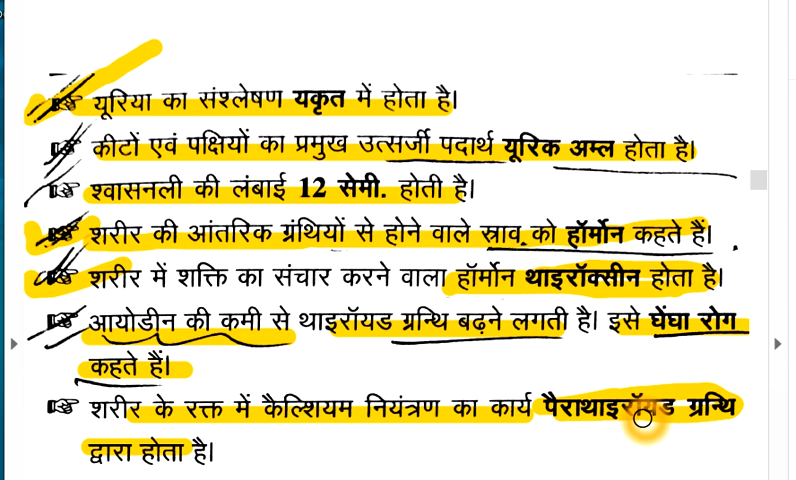 यूरिया का संश्लेषण यकृत में होता है।
कीटों एवं पक्षियों का प्रमुख उत्सर्जी पदार्थ यूरिक अम्ल होता है।
श्वासनली की लंबाई 12 सेमी. होती है।
शरीर की आंतरिक ग्रंथियों से होने वाले स्राव को हॉर्मोन कहते हैं।
शरीर में शक्ति का संचार करने वाला हॉर्मोन थाइरॉक्सीन होता है।
आयोडीन की कमी से थाइरॉयड ग्रन्थि बढ़ने लगती है। इसे घेंघा रोग
कहते हैं।
शरीर के रक्त में कैल्शियम नियंत्रण का कार्य पैराथाइरॉयड ग्रन्थि
द्वारा होता है।